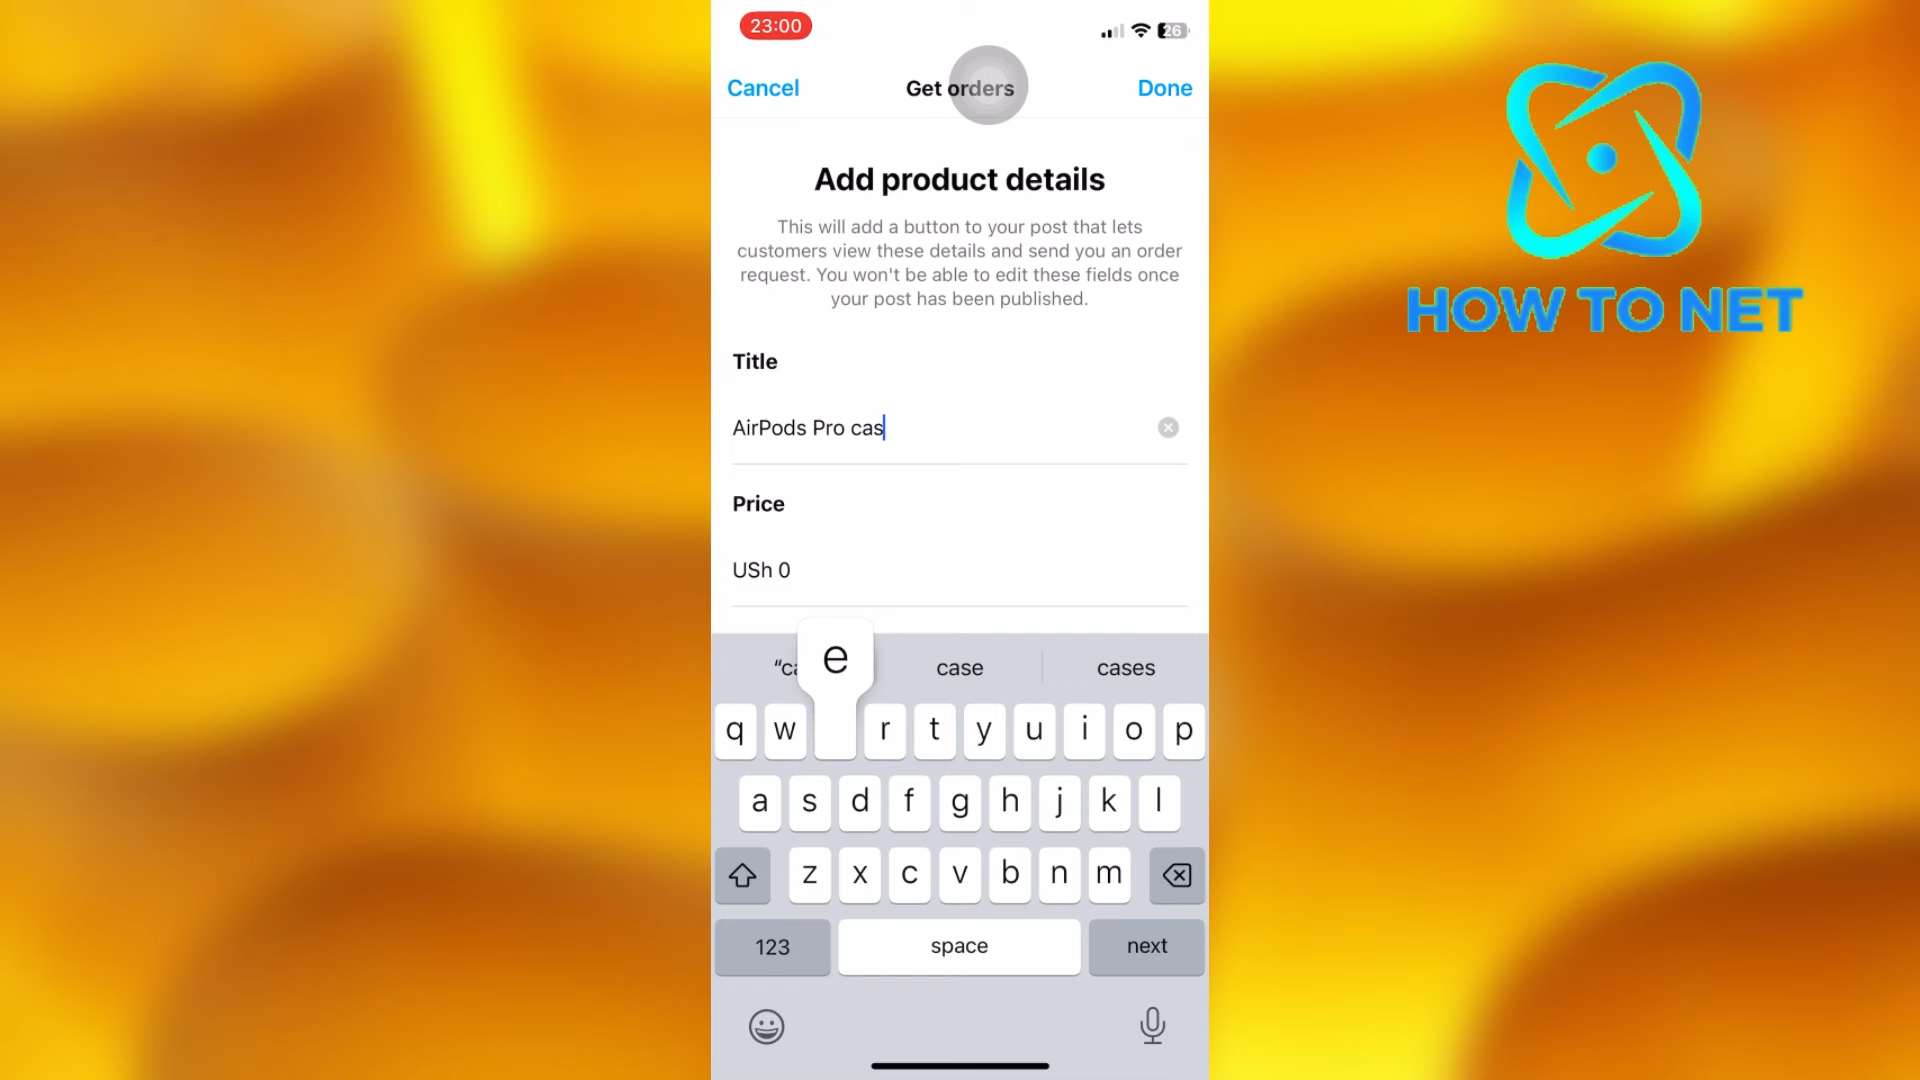 23:00
26
Cancel
Get orders
Done
Add product details
This will add a button to your post that lets
customers view these details and send you an order
request. You won't be able to edit these fields once
your post has been published.
Title
AirPods Pro cas
Price
USh 0
e
case
cases
q w r t y u i o p
a s d f g h j k l
z x c v b n m
123
space
next
HOW TO NET